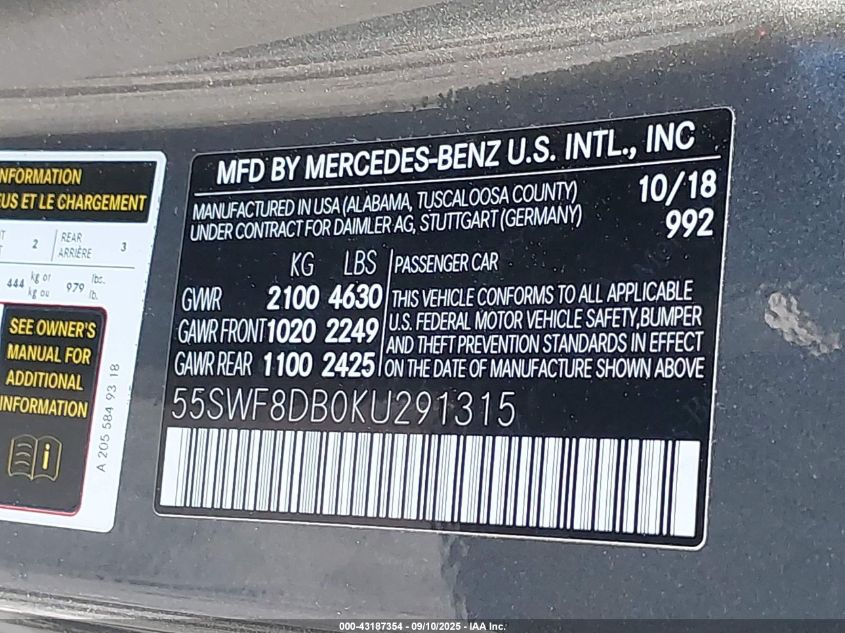 NFORMATION
EUS ET LE CHARGEMENT
2 REAR ARRIÈRE 3
444 kg or kg ou 979 lbs. lb.
SEE OWNER'S
MANUAL FOR
ADDITIONAL
INFORMATION
A 205 584 93 18
MFD BY MERCEDES-BENZ U.S. INTL., INC
MANUFACTURED IN USA (ALABAMA, TUSCALOOSA COUNTY) 10/18
UNDER CONTRACT FOR DAIMLER AG, STUTTGART (GERMANY) 992
KG LBS PASSENGER CAR
GVWR 2100 4630 THIS VEHICLE CONFORMS TO ALL APPLICABLE
GAWR FRONT 1020 2249 U.S. FEDERAL MOTOR VEHICLE SAFETY, BUMPER
AND THEFT PREVENTION STANDARDS IN EFFECT
GAWR REAR 1100 2425 ON THE DATE OF MANUFACTURE SHOWN ABOVE
55SWF8DB0KU291315
000-43187354 - 09/10/2025 - IAA Inc.